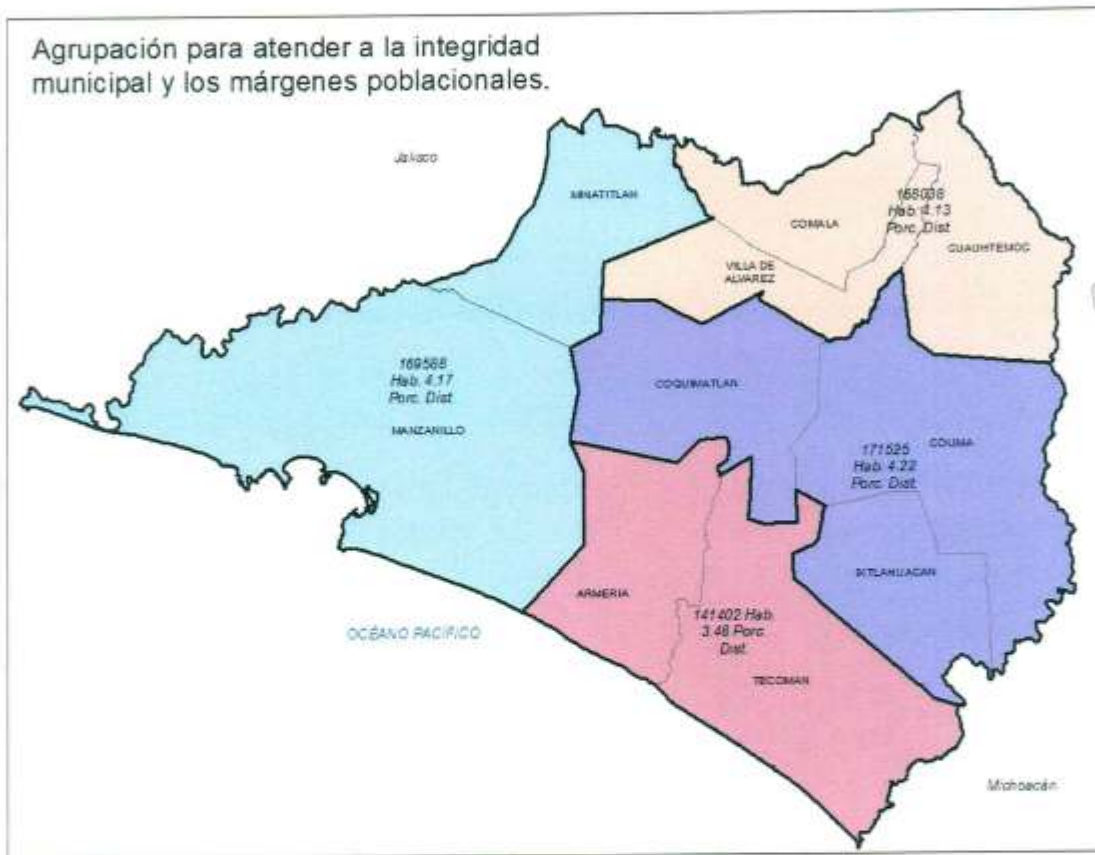 Agrupación para atender a la integridad
municipal y los márgenes poblacionales.
Jalisco
MINATITLAN
COMALA
168038
Hab. 4.13
Porc. Dist.
CUAUHTEMOC
VILLA DE
ALVAREZ
169588
Hab. 4.17
Porc. Dist.
MANZANILLO
COQUIMATLAN
COLIMA
171525
Hab. 4.22
Porc. Dist.
IXTLAHUACAN
ARMERIA
141402 Hab.
3.48 Porc.
Dist.
TECOMAN
OCÉANO PACÍFICO
Michoacán